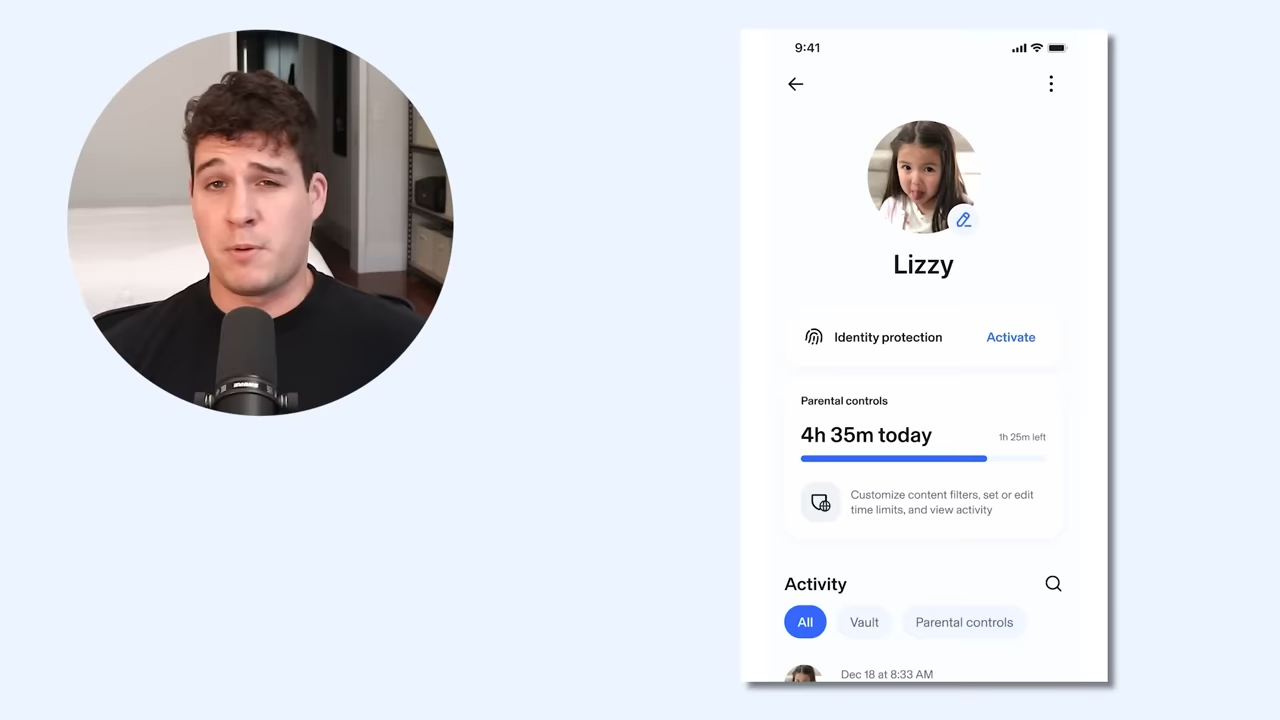 9:41
Lizzy
Identity protection
Activate
Parental controls
4h 35m today
1h 25m left
Customize content filters, set or edit
time limits, and view activity
Activity
All
Vault
Parental controls
Dec 18 at 8:33 AM